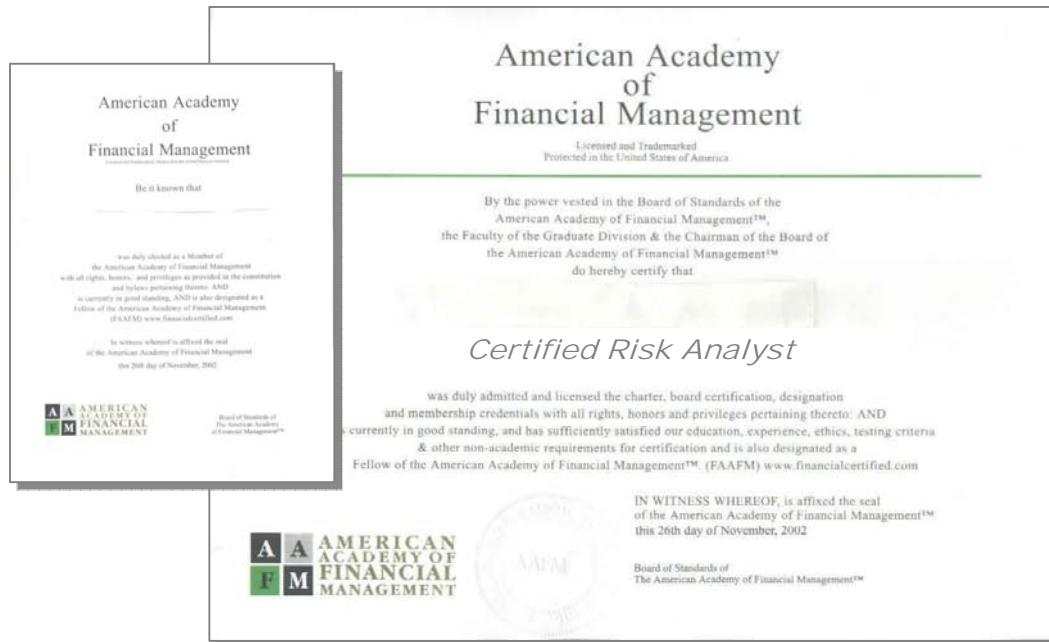 American Academy
of
Financial Management
Be it known that
was duly elected as a Member of
the American Academy of Financial Management
with all rights, honors, and privileges as provided in the constitution
and bylaws pertaining thereto: AND
is currently in good standing, AND is also designated as a
Fellow of the American Academy of Financial Management.
(FAAFM) www.financialcertified.com
In witness whereof is affixed the seal
of the American Academy of Financial Management
this 26th day of November, 2002
A A
F M
AMERICAN
ACADEMY OF
FINANCIAL
MANAGEMENT
Board of Standards of
The American Academy
of Financial Management™
American Academy
of
Financial Management
Licensed and Trademarked
Protected in the United States of America
By the power vested in the Board of Standards of the
American Academy of Financial Management™,
the Faculty of the Graduate Division & the Chairman of the Board of
the American Academy of Financial Management™
do hereby certify that
Certified Risk Analyst
was duly admitted and licensed the charter, board certification, designation
and membership credentials with all rights, honors and privileges pertaining thereto: AND
s currently in good standing, and has sufficiently satisfied our education, experience, ethics, testing criteria
& other non-academic requirements for certification and is also designated as a
Fellow of the American Academy of Financial Management™. (FAAFM) www.financialcertified.com
IN WITNESS WHEREOF, is affixed the seal
of the American Academy of Financial Management™
this 26th day of November, 2002
Board of Standards of
The American Academy of Financial Management™
A A
F M
AMERICAN
ACADEMY OF
FINANCIAL
MANAGEMENT
AAFM